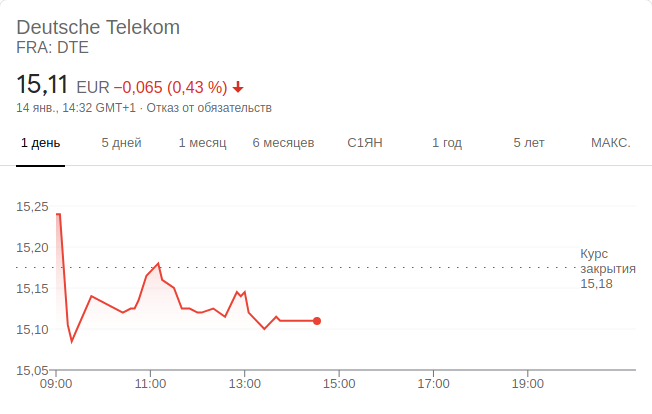 Deutsche Telekom
FRA: DTE
15,11 EUR −0,065 (0,43 %)
14 янв., 14:32 GMT+1 · Отказ от обязательств
1 день 5 дней 1 месяц 6 месяцев С1ЯН 1 год 5 лет МАКС.
15,25
15,20
15,15
15,10
15,05
Курс
закрытия
15,18
09:00 11:00 13:00 15:00 17:00 19:00